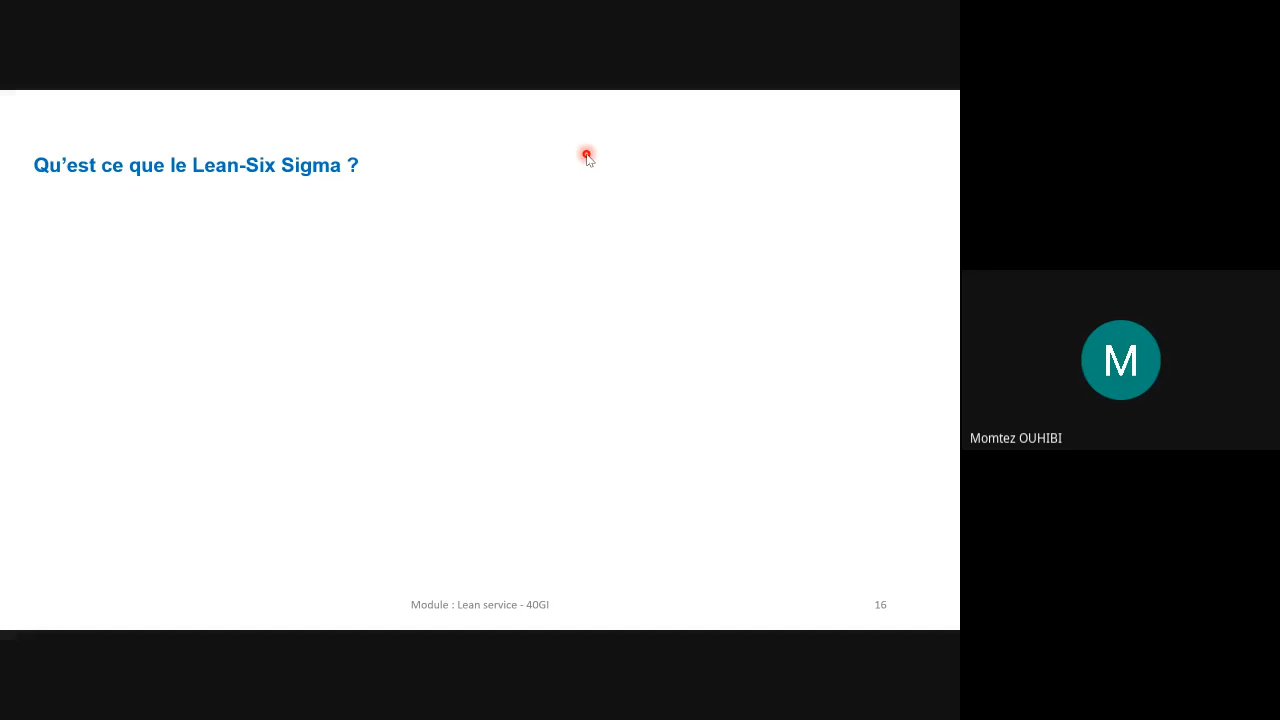 Qu’est ce que le Lean-Six Sigma ?
M
Momtez OUHIBI
Module : Lean service - 40GI
16